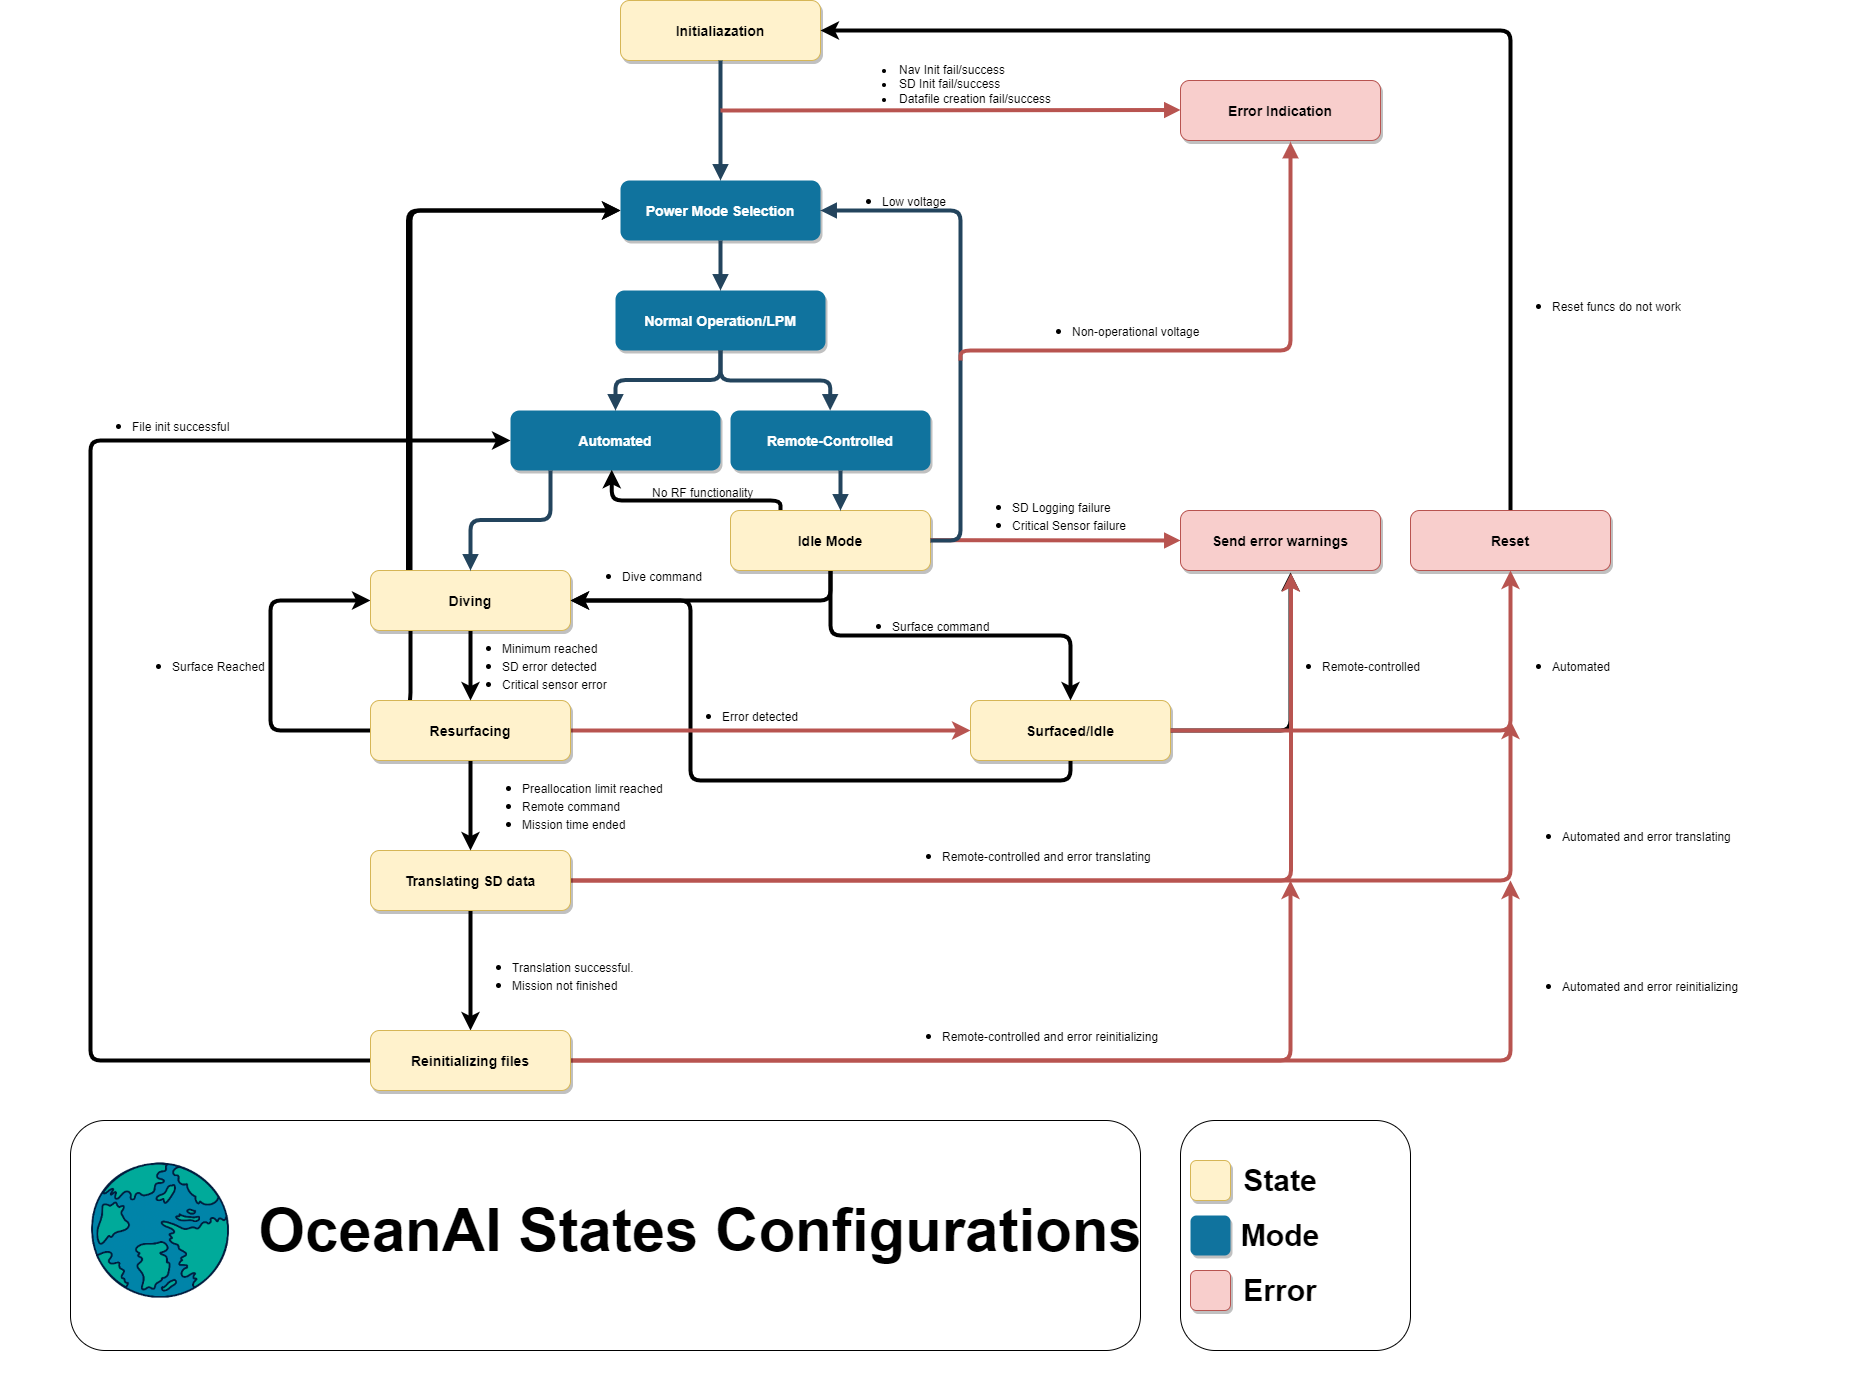 Initialiazation
Nav Init fail/success
SD Init fail/success
Datafile creation fail/success
Error Indication
Power Mode Selection
Low voltage
Normal Operation/LPM
Non-operational voltage
Reset funcs do not work
File init successful
Automated
Remote-Controlled
No RF functionality
SD Logging failure
Critical Sensor failure
Idle Mode
Send error warnings
Reset
Dive command
Diving
Surface command
Minimum reached
SD error detected
Critical sensor error
Surface Reached
Remote-controlled
Automated
Error detected
Resurfacing
Surfaced/Idle
Preallocation limit reached
Remote command
Mission time ended
Automated and error translating
Remote-controlled and error translating
Translating SD data
Translation successful.
Mission not finished
Automated and error reinitializing
Remote-controlled and error reinitializing
Reinitializing files
OceanAI States Configurations
State
Mode
Error